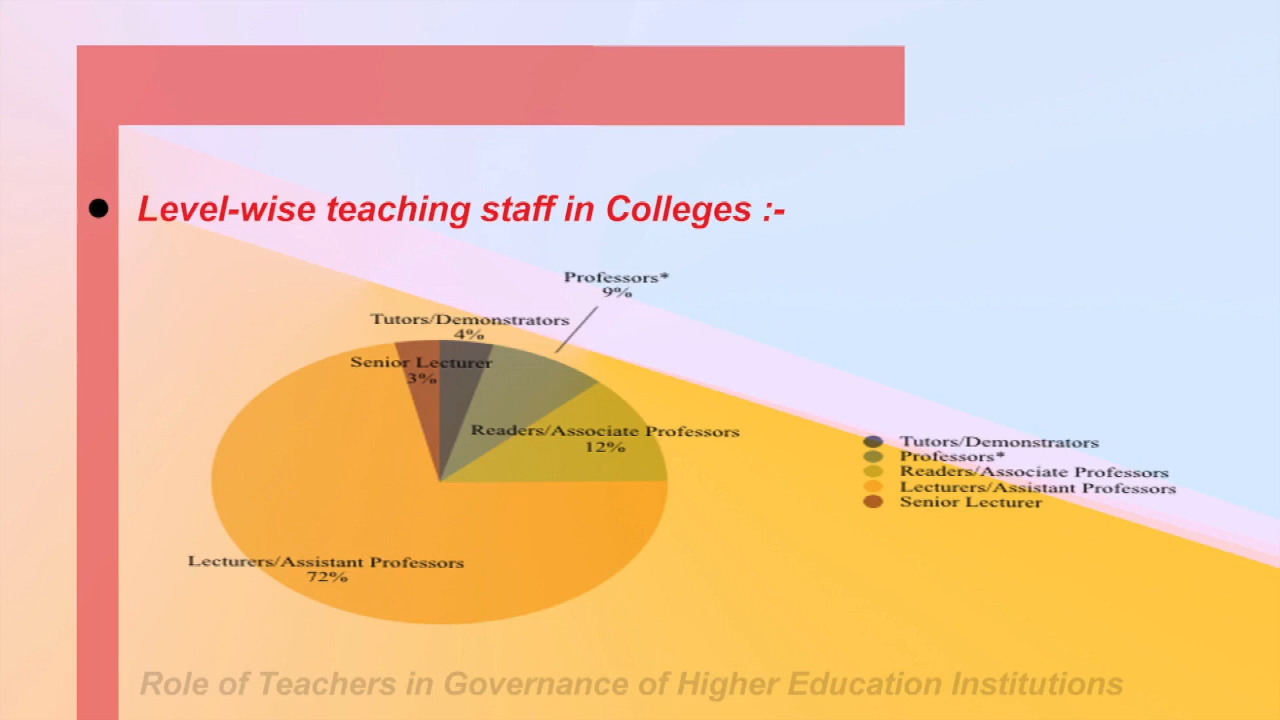 Level-wise teaching staff in Colleges :-
Professors*
9%
Tutors/Demonstrators
4%
Senior Lecturer
3%
Readers/Associate Professors
12%
Lecturers/Assistant Professors
72%
Tutors/Demonstrators
Professors*
Readers/Associate Professors
Lecturers/Assistant Professors
Senior Lecturer
Role of Teachers in Governance of Higher Education Institutions